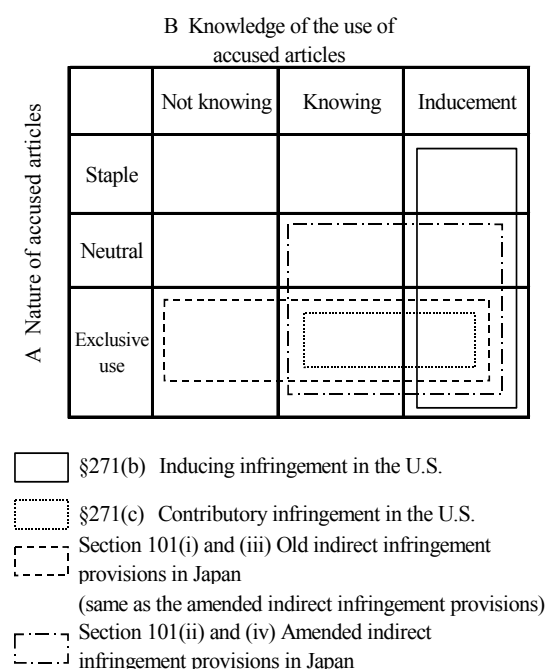 B Knowledge of the use of
accused articles
A Nature of accused articles
Not knowing
Knowing
Inducement
Staple
Neutral
Exclusive
use
§271(b) Inducing infringement in the U.S.
§271(c) Contributory infringement in the U.S.
Section 101(i) and (iii) Old indirect infringement
provisions in Japan
(same as the amended indirect infringement provisions)
Section 101(ii) and (iv) Amended indirect
infringement provisions in Japan